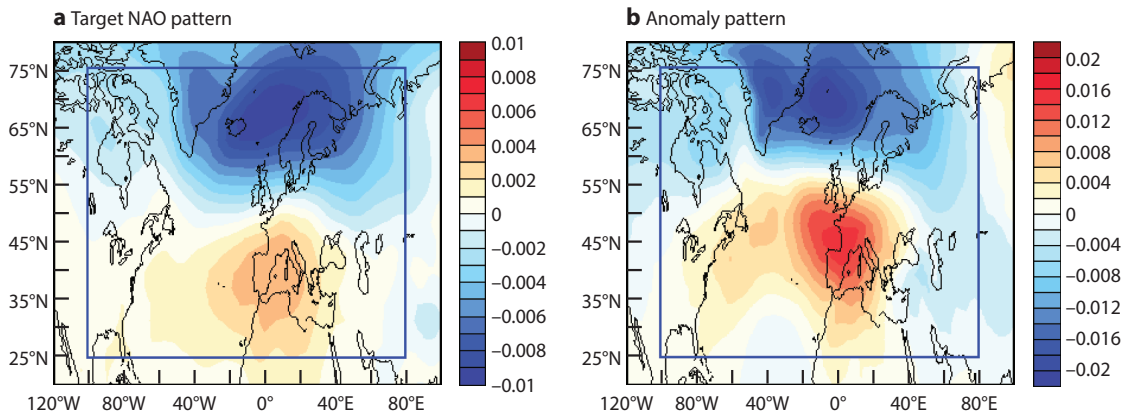 a Target NAO pattern
75°N
65°N
55°N
45°N
35°N
25°N
120°W 80°W 40°W 0° 40°E 80°E
0.01
0.008
0.006
0.004
0.002
0
−0.002
−0.004
−0.006
−0.008
−0.01
b Anomaly pattern
75°N
65°N
55°N
45°N
35°N
25°N
120°W 80°W 40°W 0° 40°E 80°E
0.02
0.016
0.012
0.008
0.004
0
−0.004
−0.008
−0.012
−0.016
−0.02